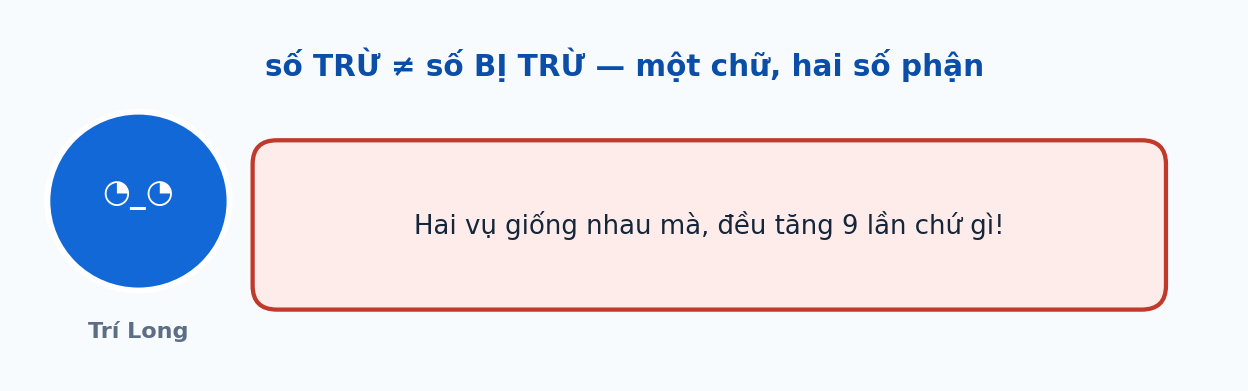 số TRỪ ≠ số BỊ TRỪ — một chữ, hai số phận
◔_◔
Hai vụ giống nhau mà, đều tăng 9 lần chứ gì!
Trí Long